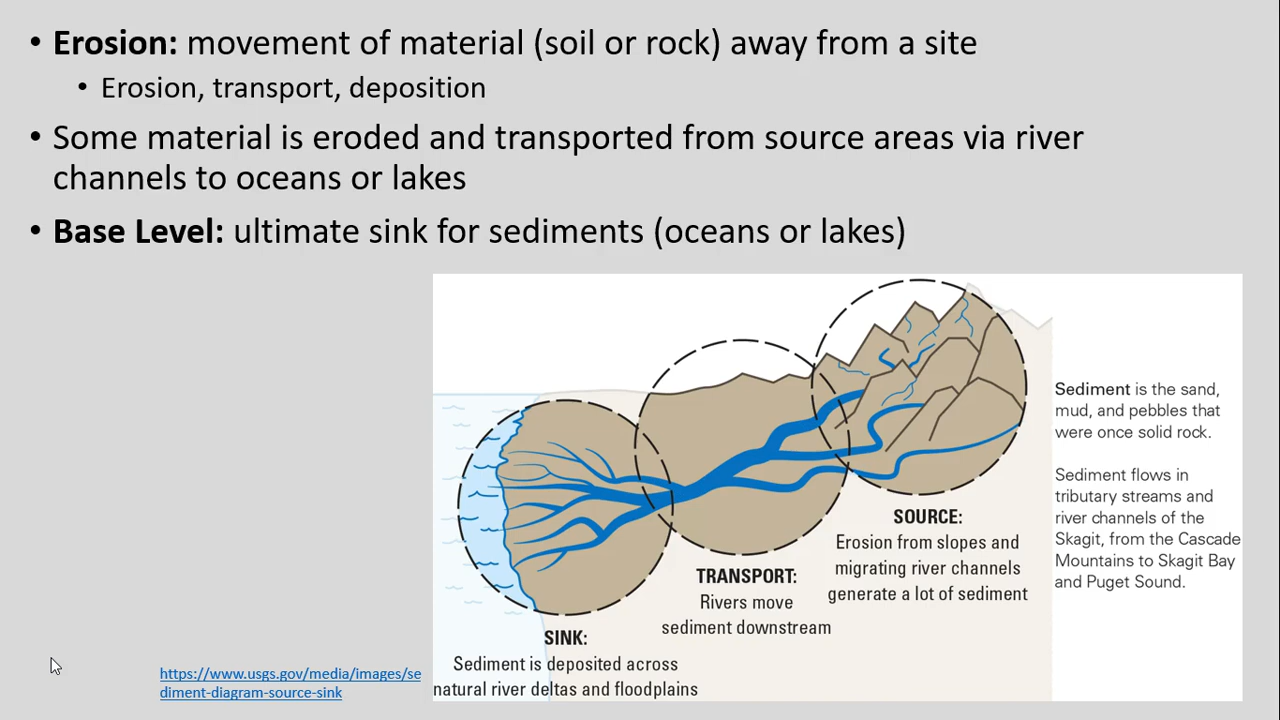 • Erosion: movement of material (soil or rock) away from a site
• Erosion, transport, deposition
• Some material is eroded and transported from source areas via river
channels to oceans or lakes
• Base Level: ultimate sink for sediments (oceans or lakes)
Sediment is the sand,
mud, and pebbles that
were once solid rock.
Sediment flows in
tributary streams and
river channels of the
Skagit, from the Cascade
Mountains to Skagit Bay
and Puget Sound.
SOURCE:
Erosion from slopes and
migrating river channels
generate a lot of sediment
TRANSPORT:
Rivers move
sediment downstream
SINK:
Sediment is deposited across
natural river deltas and floodplains
https://www.usgs.gov/media/images/se
diment-diagram-source-sink